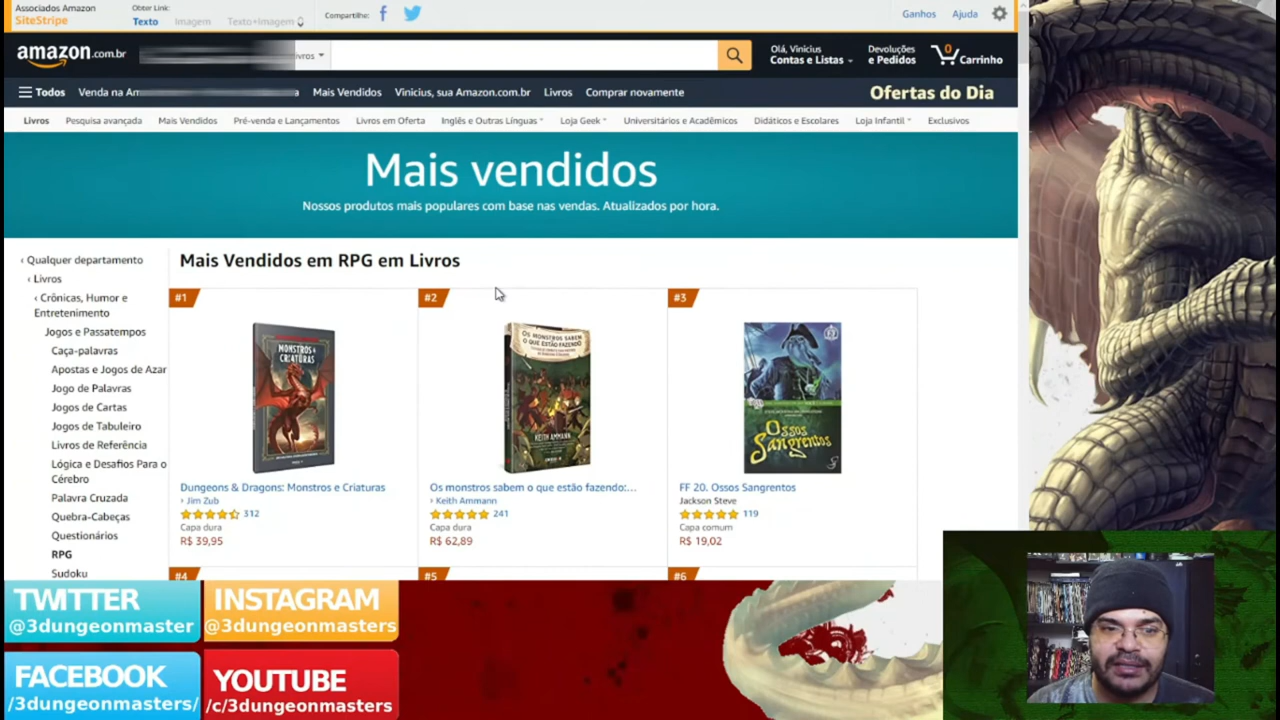 Associados Amazon
SiteStripe
Obter Link:
Texto Imagem Texto+Imagem
Compartilhe:
Ganhos Ajuda
amazon.com.br
Olá, Vinicius
Contas e Listas
Devoluções
e Pedidos
0
Carrinho
Todos Venda na Am Mais Vendidos Vinicius, sua Amazon.com.br Livros Comprar novamente Ofertas do Dia
Livros Pesquisa avançada Mais Vendidos Pré-venda e Lançamentos Livros em Oferta Inglês e Outras Línguas Loja Geek Universitários e Acadêmicos Didáticos e Escolares Loja Infantil Exclusivos
Mais vendidos
Nossos produtos mais populares com base nas vendas. Atualizados por hora.
‹ Qualquer departamento
‹ Livros
‹ Crônicas, Humor e
Entretenimento
Jogos e Passatempos
Caça-palavras
Apostas e Jogos de Azar
Jogo de Palavras
Jogos de Cartas
Jogos de Tabuleiro
Livros de Referência
Lógica e Desafios Para o
Cérebro
Palavra Cruzada
Quebra-Cabeças
Questionários
RPG
Sudoku
Mais Vendidos em RPG em Livros
#1
MONSTROS &
CRIATURAS
Dungeons & Dragons: Monstros e Criaturas
› Jim Zub
312
Capa dura
R$ 39,95
#2
OS MONSTROS SABEM
O QUE ESTÃO FAZENDO
KEITH AMMANN
Os monstros sabem o que estão fazendo:...
› Keith Ammann
241
Capa dura
R$ 62,89
#3
Ossos
Sangrentos
FF 20. Ossos Sangrentos
Jackson Steve
119
Capa comum
R$ 19,02
#4
#5
#6
TWITTER
@3dungeonmaster
INSTAGRAM
@3dungeonmasters
FACEBOOK
/3dungeonmasters/
YOUTUBE
/c/3dungeonmasters